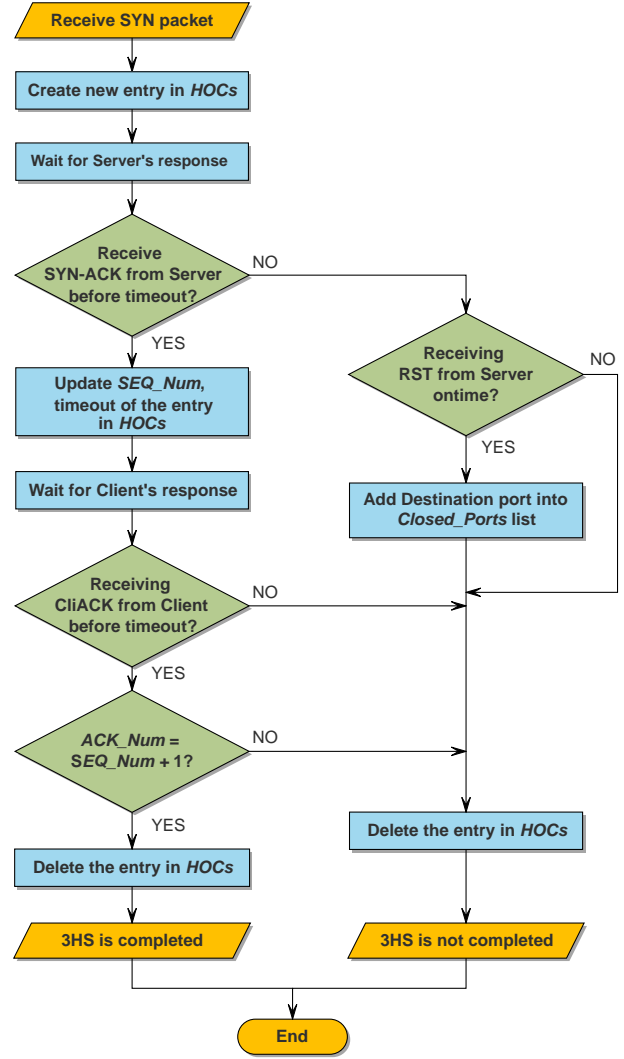 Receive SYN packet
Create new entry in HOCs
Wait for Server's response
Receive
SYN-ACK from Server
before timeout?
NO
YES
Receiving
RST from Server
ontime?
NO
YES
Update SEQ_Num,
timeout of the entry
in HOCs
Wait for Client's response
Add Destination port into
Closed_Ports list
Receiving
CliACK from Client
before timeout?
NO
YES
ACK_Num =
SEQ_Num + 1?
NO
YES
Delete the entry in HOCs
Delete the entry in HOCs
3HS is completed
3HS is not completed
End